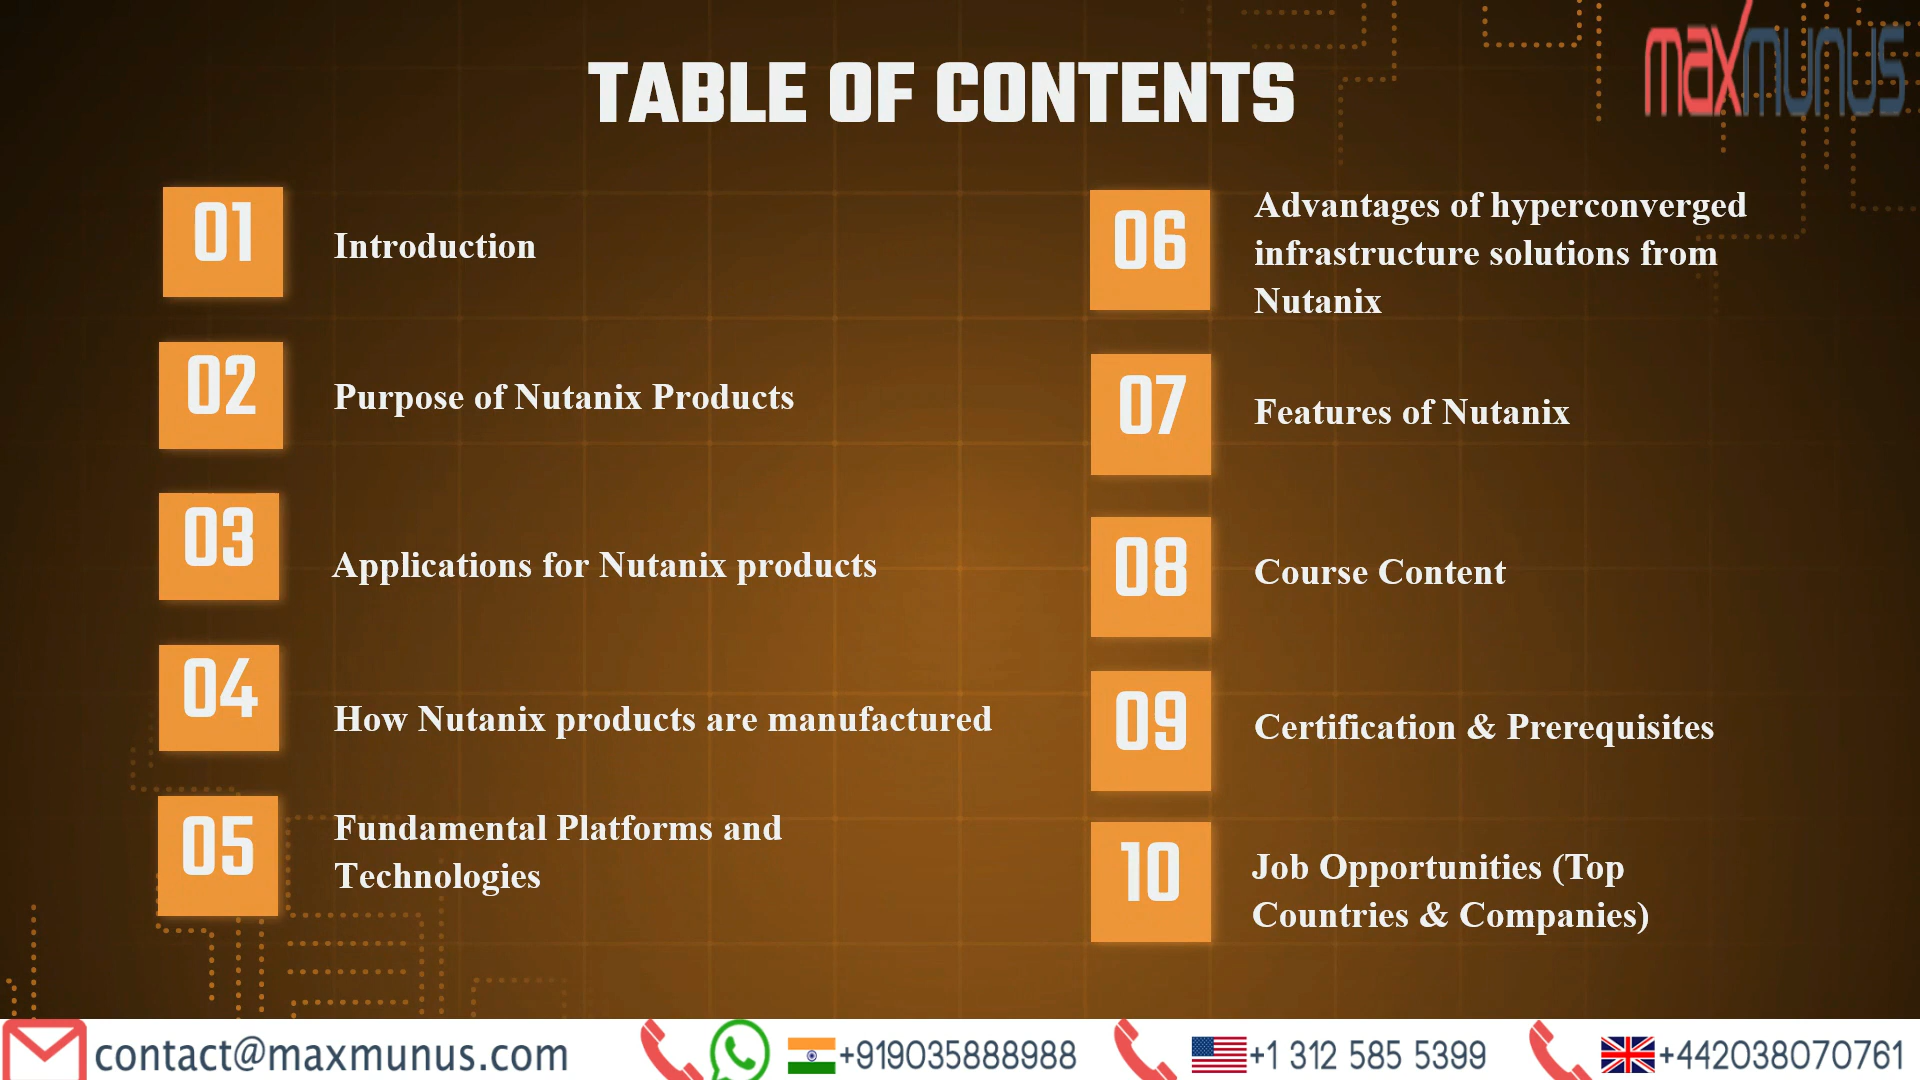 maxmunus
TABLE OF CONTENTS
01
Introduction
02
Purpose of Nutanix Products
03
Applications for Nutanix products
04
How Nutanix products are manufactured
05
Fundamental Platforms and
Technologies
06
Advantages of hyperconverged
infrastructure solutions from
Nutanix
07
Features of Nutanix
08
Course Content
09
Certification & Prerequisites
10
Job Opportunities (Top
Countries & Companies)
contact@maxmunus.com
+919035888988
+1 312 585 5399
+442038070761